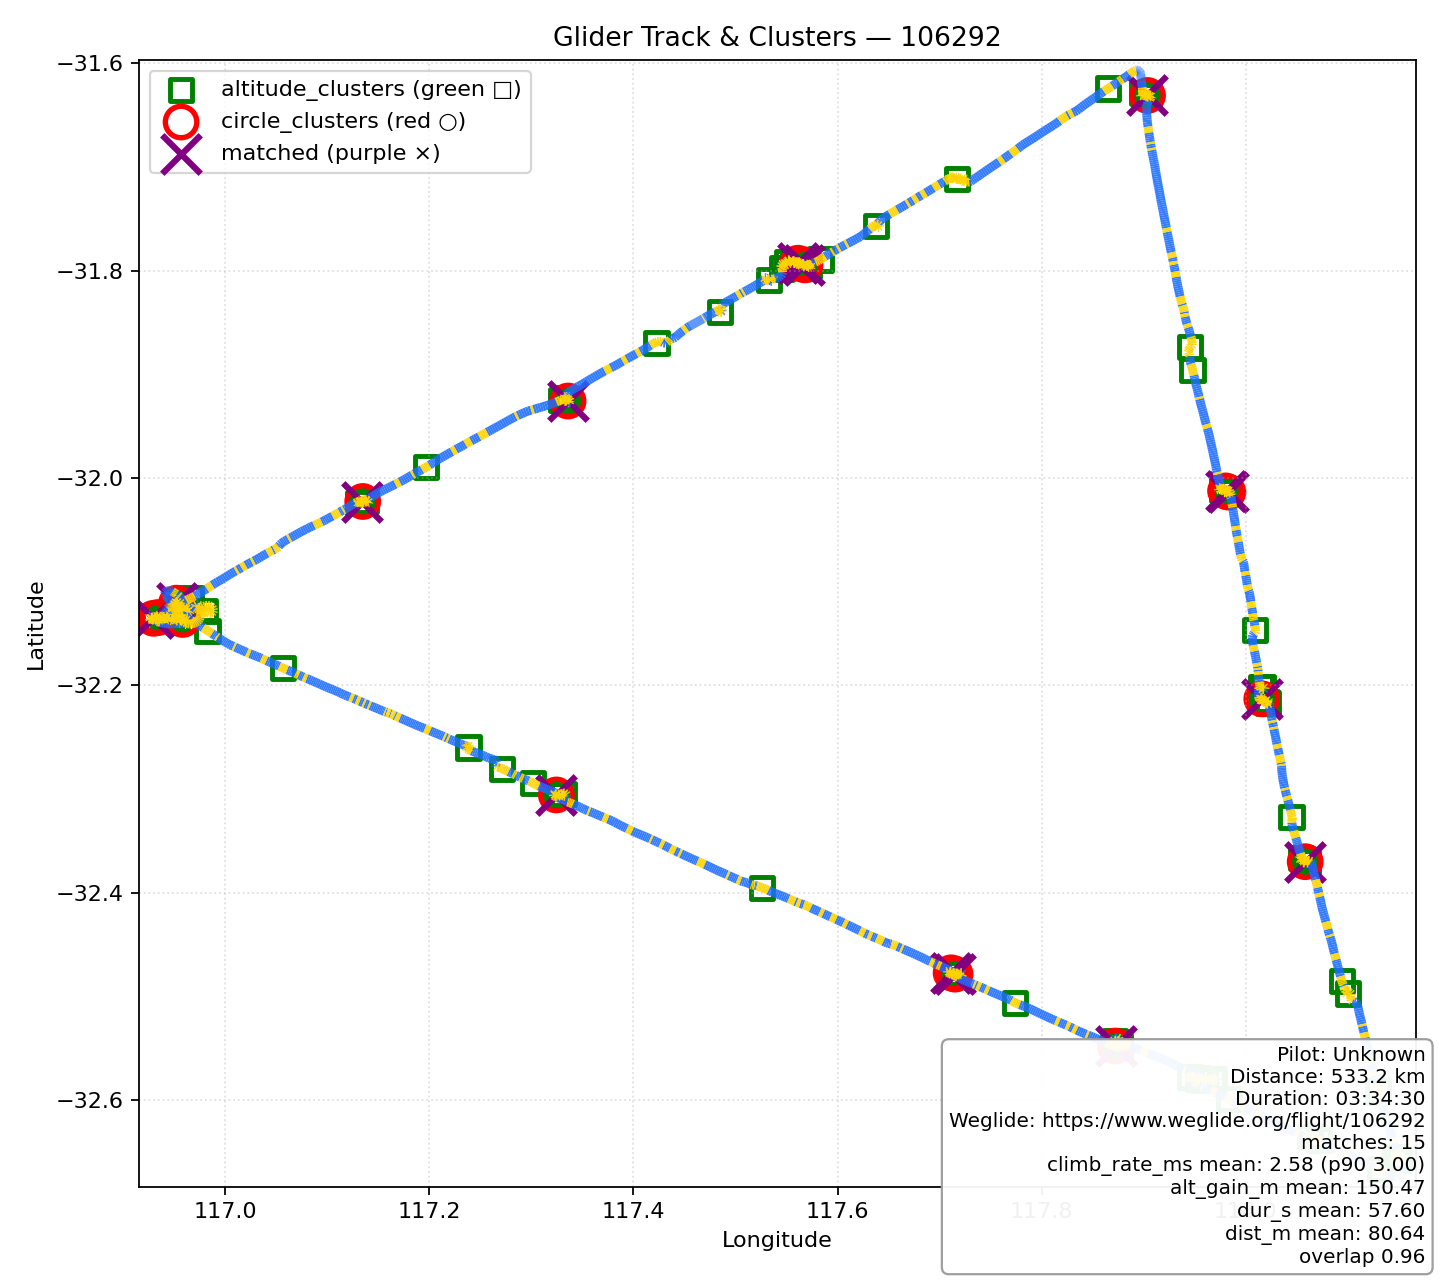 Glider Track & Clusters — 106292
altitude_clusters (green □)
circle_clusters (red ○)
matched (purple ×)
−31.6
−31.8
−32.0
−32.2
−32.4
−32.6
Latitude
117.0
117.2
117.4
117.6
117.8
Longitude
Pilot: Unknown
Distance: 533.2 km
Duration: 03:34:30
Weglide: https://www.weglide.org/flight/106292
matches: 15
climb_rate_ms mean: 2.58 (p90 3.00)
alt_gain_m mean: 150.47
dur_s mean: 57.60
dist_m mean: 80.64
overlap 0.96